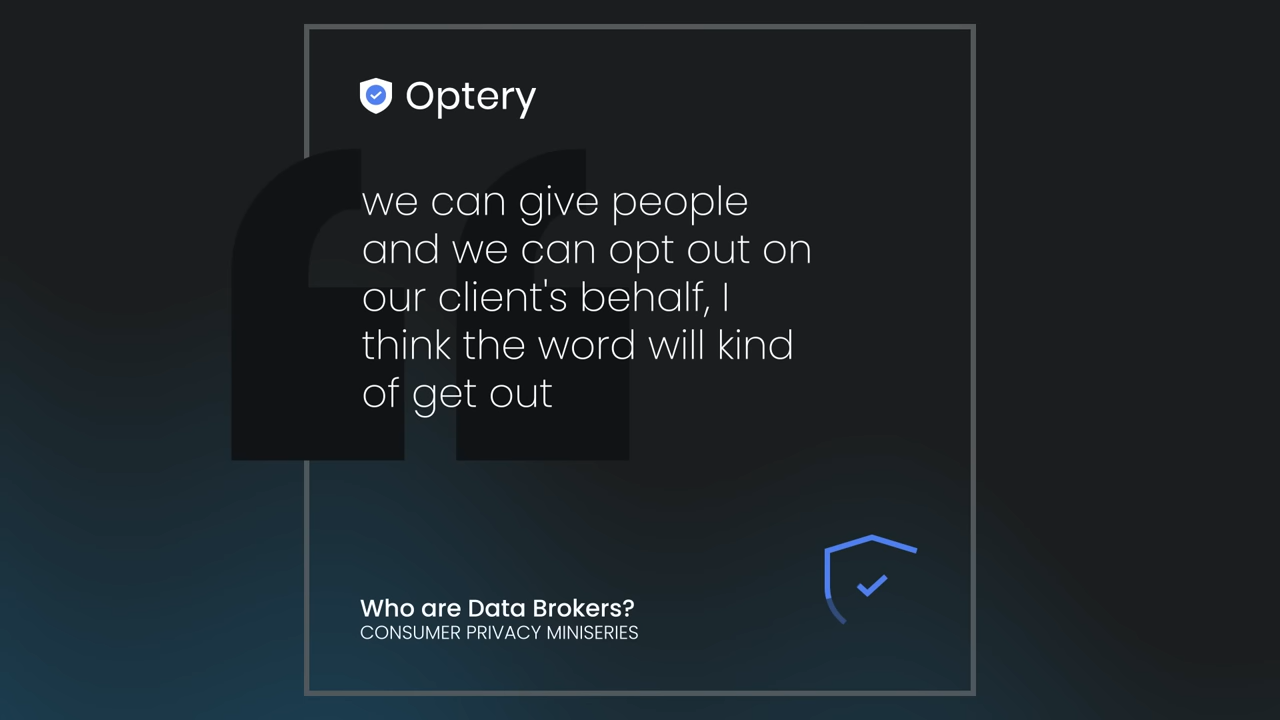 Optery
we can give people
and we can opt out on
our client's behalf, I
think the word will kind
of get out
Who are Data Brokers?
CONSUMER PRIVACY MINISERIES